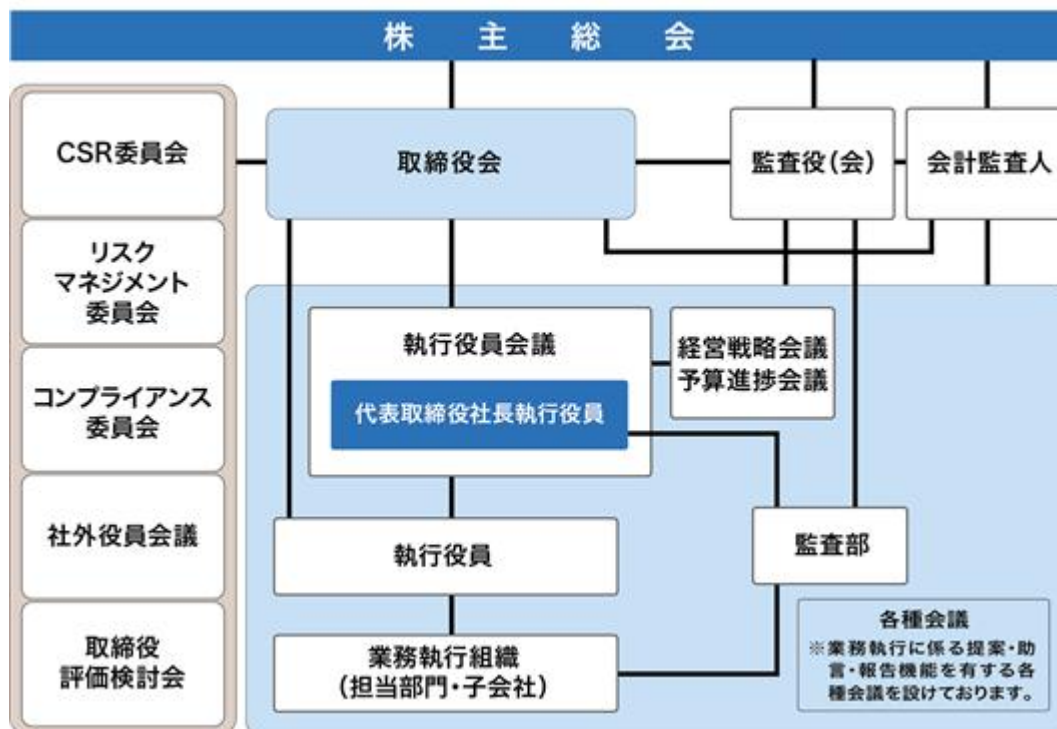 株主総会
CSR委員会
リスク
マネジメント
委員会
コンプライアンス
委員会
社外役員会議
取締役
評価検討会
取締役会
監査役(会)
会計監査人
執行役員会議
代表取締役社長執行役員
経営戦略会議
予算進捗会議
執行役員
監査部
業務執行組織
(担当部門・子会社)
各種会議
※業務執行に係る提案・助
言・報告機能を有する各
種会議を設けております。